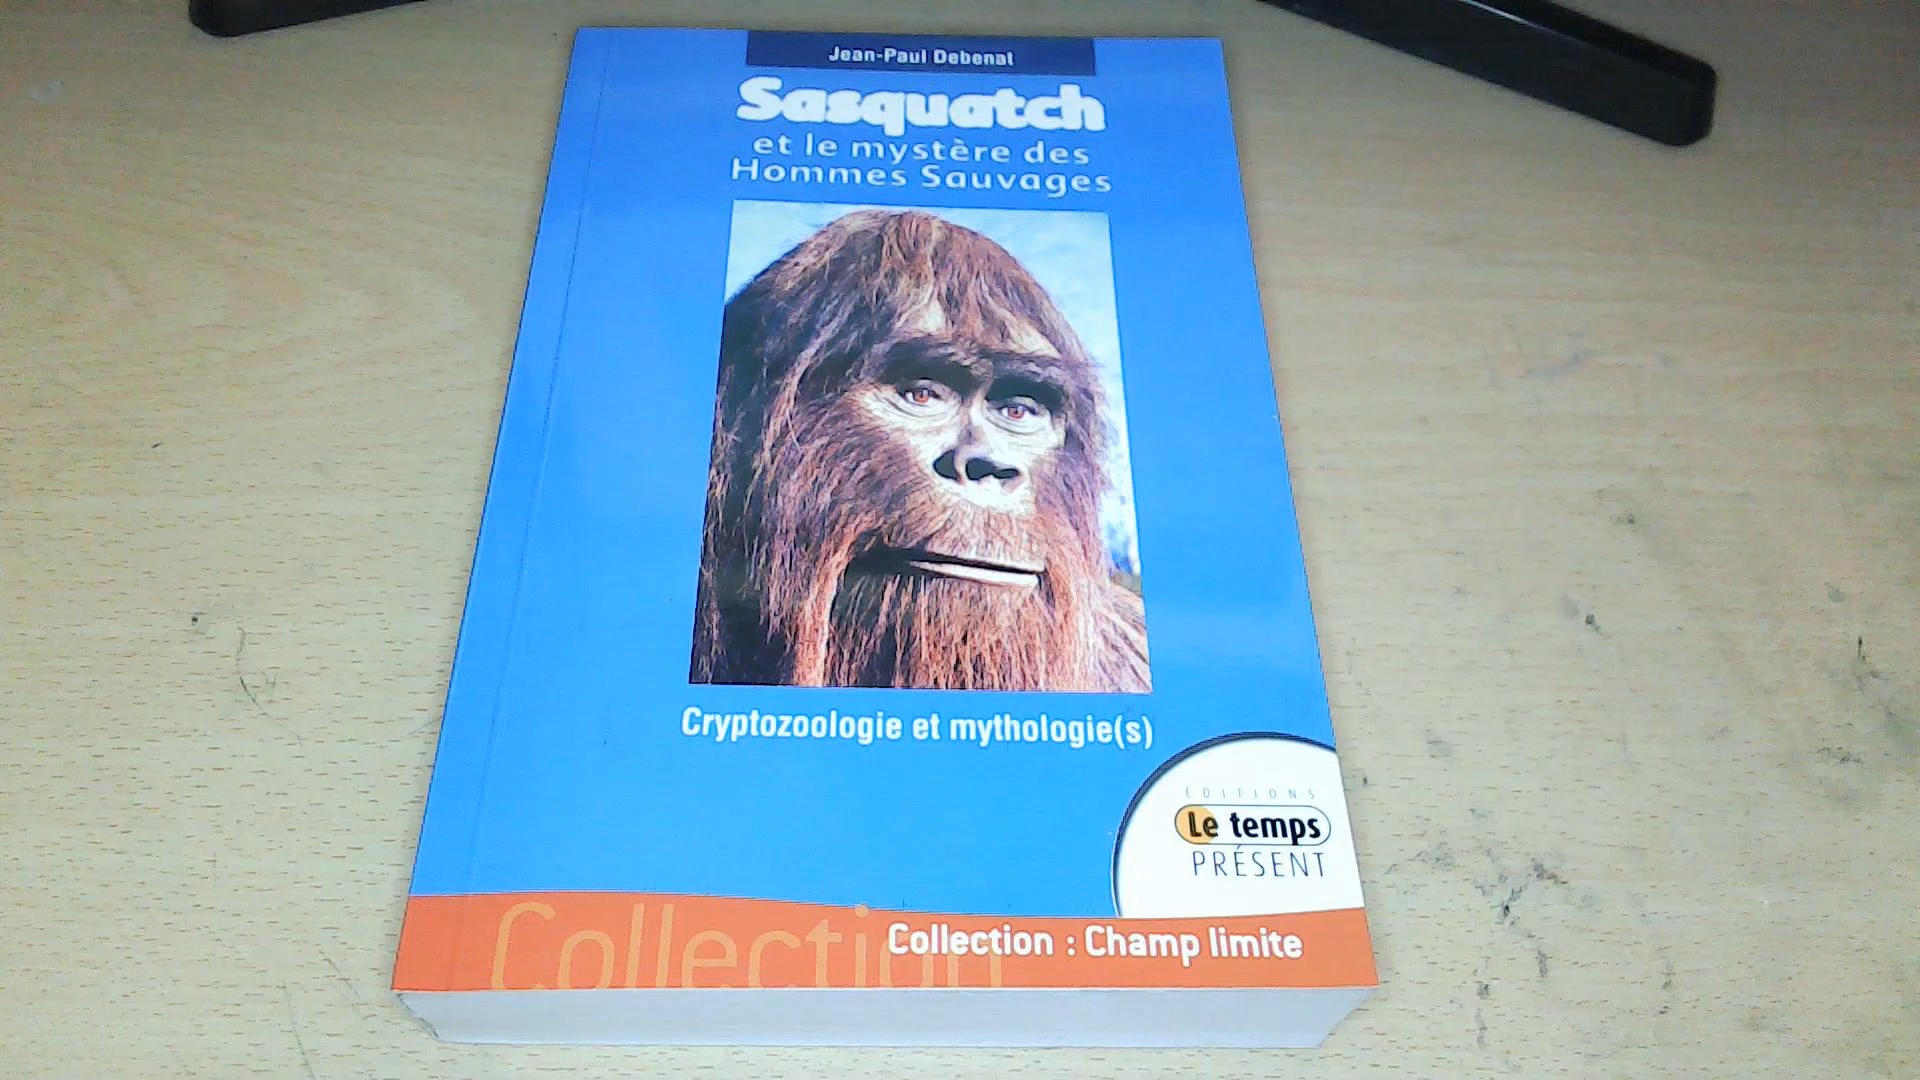 Jean-Paul Debenat
Sasquatch
et le mystère des
Hommes Sauvages
Cryptozoologie et mythologie(s)
ÉDITIONS
Le temps
PRÉSENT
Collection
Collection : Champ limite